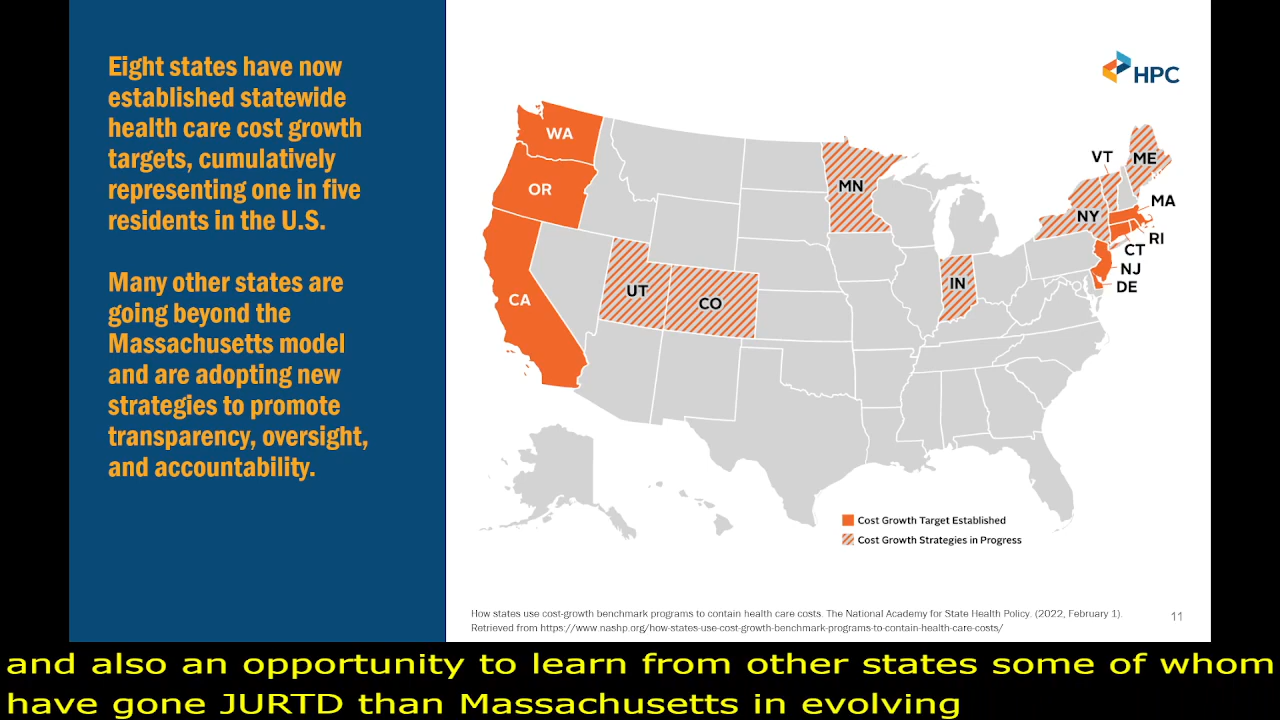 Eight states have now
established statewide
health care cost growth
targets, cumulatively
representing one in five
residents in the U.S.
Many other states are
going beyond the
Massachusetts model
and are adopting new
strategies to promote
transparency, oversight,
and accountability.
HPC
WA
OR
CA
UT
CO
MN
IN
VT
ME
NY
MA
RI
CT
NJ
DE
Cost Growth Target Established
Cost Growth Strategies in Progress
How states use cost-growth benchmark programs to contain health care costs. The National Academy for State Health Policy. (2022, February 1).
Retrieved from https://www.nashp.org/how-states-use-cost-growth-benchmark-programs-to-contain-health-care-costs/
11
and also an opportunity to learn from other states some of whom
have gone JURTD than Massachusetts in evolving